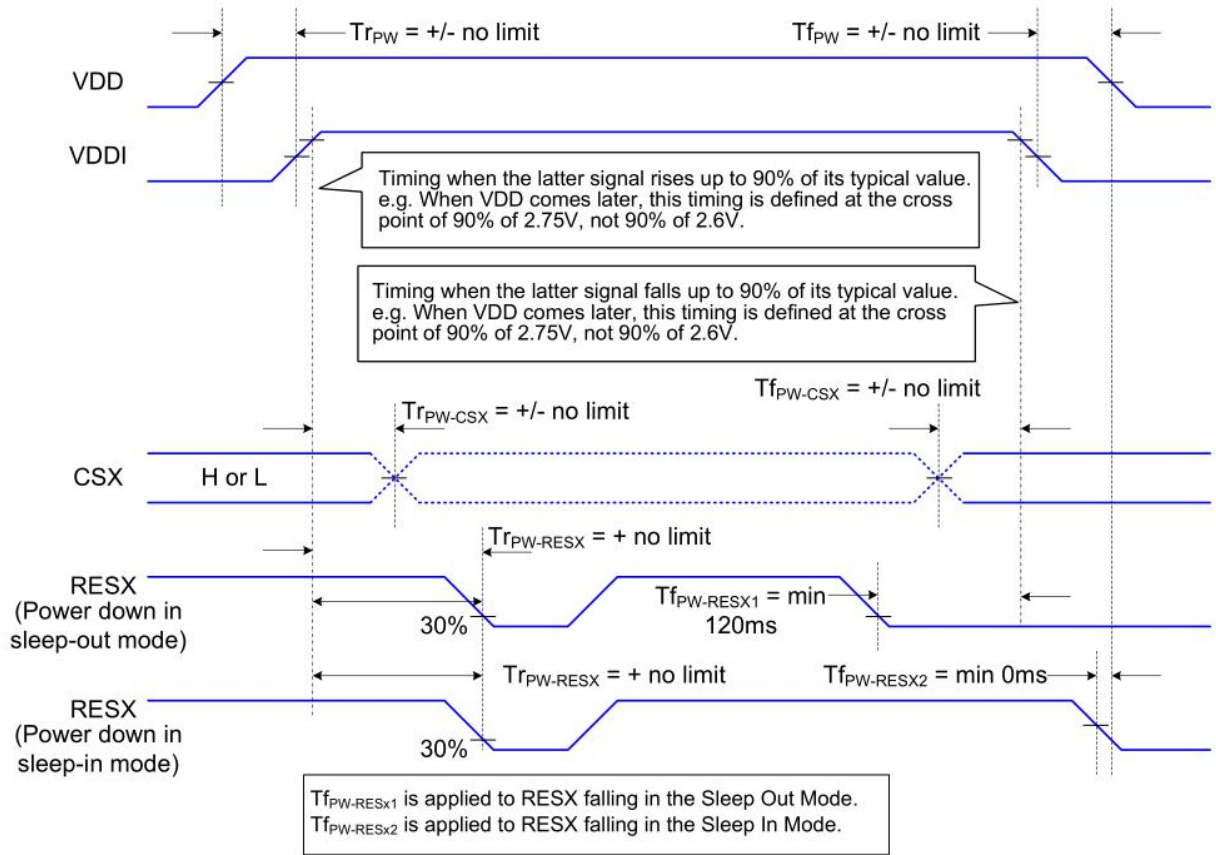 TrPW = +/- no limit
TfPW = +/- no limit
VDD
VDDI
Timing when the latter signal rises up to 90% of its typical value.
e.g. When VDD comes later, this timing is defined at the cross
point of 90% of 2.75V, not 90% of 2.6V.
Timing when the latter signal falls up to 90% of its typical value.
e.g. When VDD comes later, this timing is defined at the cross
point of 90% of 2.75V, not 90% of 2.6V.
TrPW-CSX = +/- no limit
TfPW-CSX = +/- no limit
CSX
H or L
TrPW-RESX = + no limit
RESX
(Power down in
sleep-out mode)
30%
TfPW-RESX1 = min
120ms
TrPW-RESX = + no limit
TfPW-RESX2 = min 0ms
RESX
(Power down in
sleep-in mode)
30%
TfPW-RESx1 is applied to RESX falling in the Sleep Out Mode.
TfPW-RESx2 is applied to RESX falling in the Sleep In Mode.